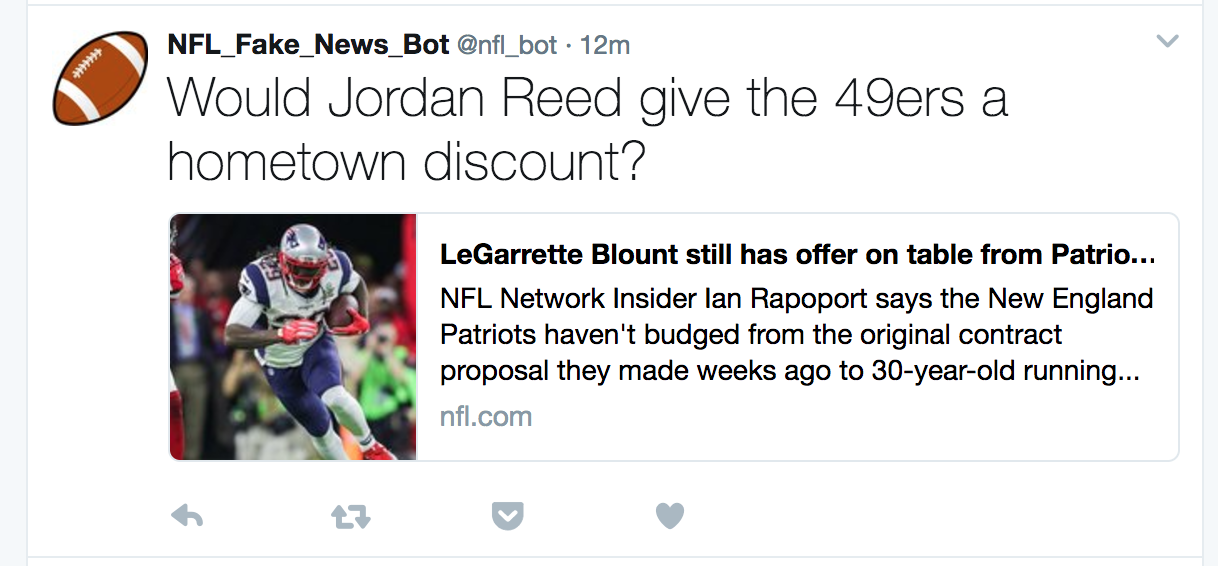 NFL_Fake_News_Bot @nfl_bot · 12m
Would Jordan Reed give the 49ers a
hometown discount?
LeGarrette Blount still has offer on table from Patrio...
NFL Network Insider Ian Rapoport says the New England
Patriots haven't budged from the original contract
proposal they made weeks ago to 30-year-old running...
nfl.com